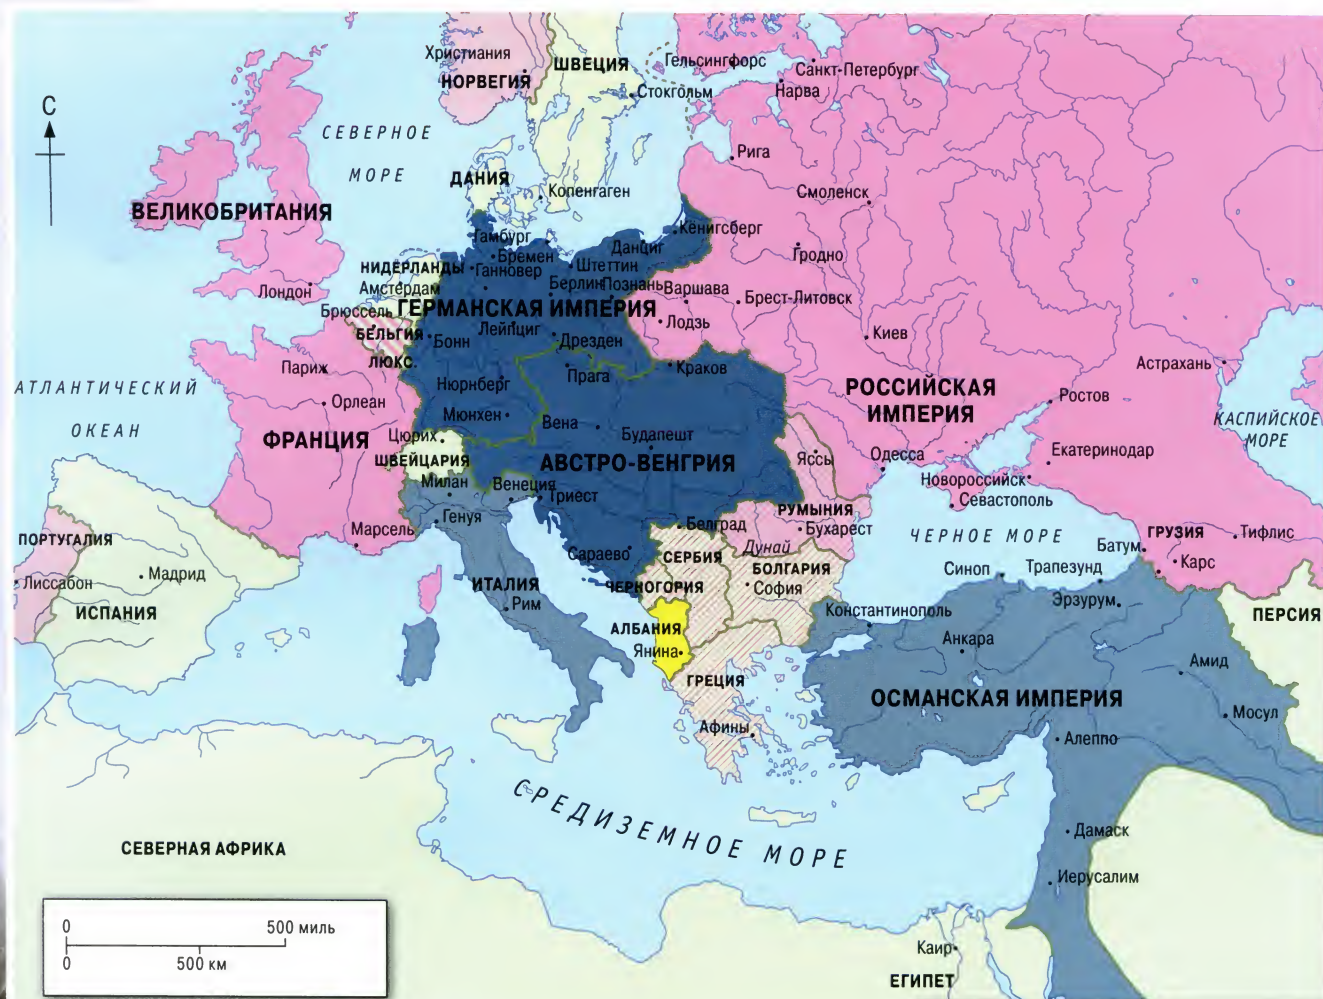 Христиания
НОРВЕГИЯ
ШВЕЦИЯ
Стокгольм
Гельсингфорс
Санкт-Петербург
Нарва
С
СЕВЕРНОЕ
МОРЕ
ДАНИЯ
Копенгаген
Рига
Смоленск
ВЕЛИКОБРИТАНИЯ
Лондон
Гамбург
Бремен
Данциг
Кёнигсберг
Гродно
НИДЕРЛАНДЫ
Ганновер
Штеттин
Амстердам
Берлин
Познань
Варшава
Брест-Литовск
ГЕРМАНСКАЯ ИМПЕРИЯ
Брюссель
БЕЛЬГИЯ
Бонн
Лейпциг
Дрезден
Лодзь
Киев
ЛЮКС.
Париж
Прага
Краков
Астрахань
АТЛАНТИЧЕСКИЙ
ОКЕАН
Орлеан
Нюрнберг
РОССИЙСКАЯ
ИМПЕРИЯ
Ростов
Мюнхен
Вена
Будапешт
КАСПИЙСКОЕ
МОРЕ
ФРАНЦИЯ
Цюрих
ШВЕЙЦАРИЯ
АВСТРО-ВЕНГРИЯ
Яссы
Одесса
Екатеринодар
Милан
Венеция
Триест
Новороссийск
Севастополь
Генуя
РУМЫНИЯ
Марсель
Белград
Бухарест
ЧЕРНОЕ МОРЕ
ГРУЗИЯ
Тифлис
ПОРТУГАЛИЯ
Лиссабон
Мадрид
ИСПАНИЯ
Сараево
Дунай
СЕРБИЯ
БОЛГАРИЯ
София
Батум
Карс
Синоп
Трапезунд
Эрзурум
ИТАЛИЯ
Рим
ЧЕРНОГОРИЯ
Константинополь
ПЕРСИЯ
АЛБАНИЯ
Янина
Анкара
Амид
ГРЕЦИЯ
Афины
ОСМАНСКАЯ ИМПЕРИЯ
Мосул
Алеппо
СРЕДИЗЕМНОЕ МОРЕ
СЕВЕРНАЯ АФРИКА
Дамаск
Иерусалим
0 500 миль
0 500 км
Каир
ЕГИПЕТ